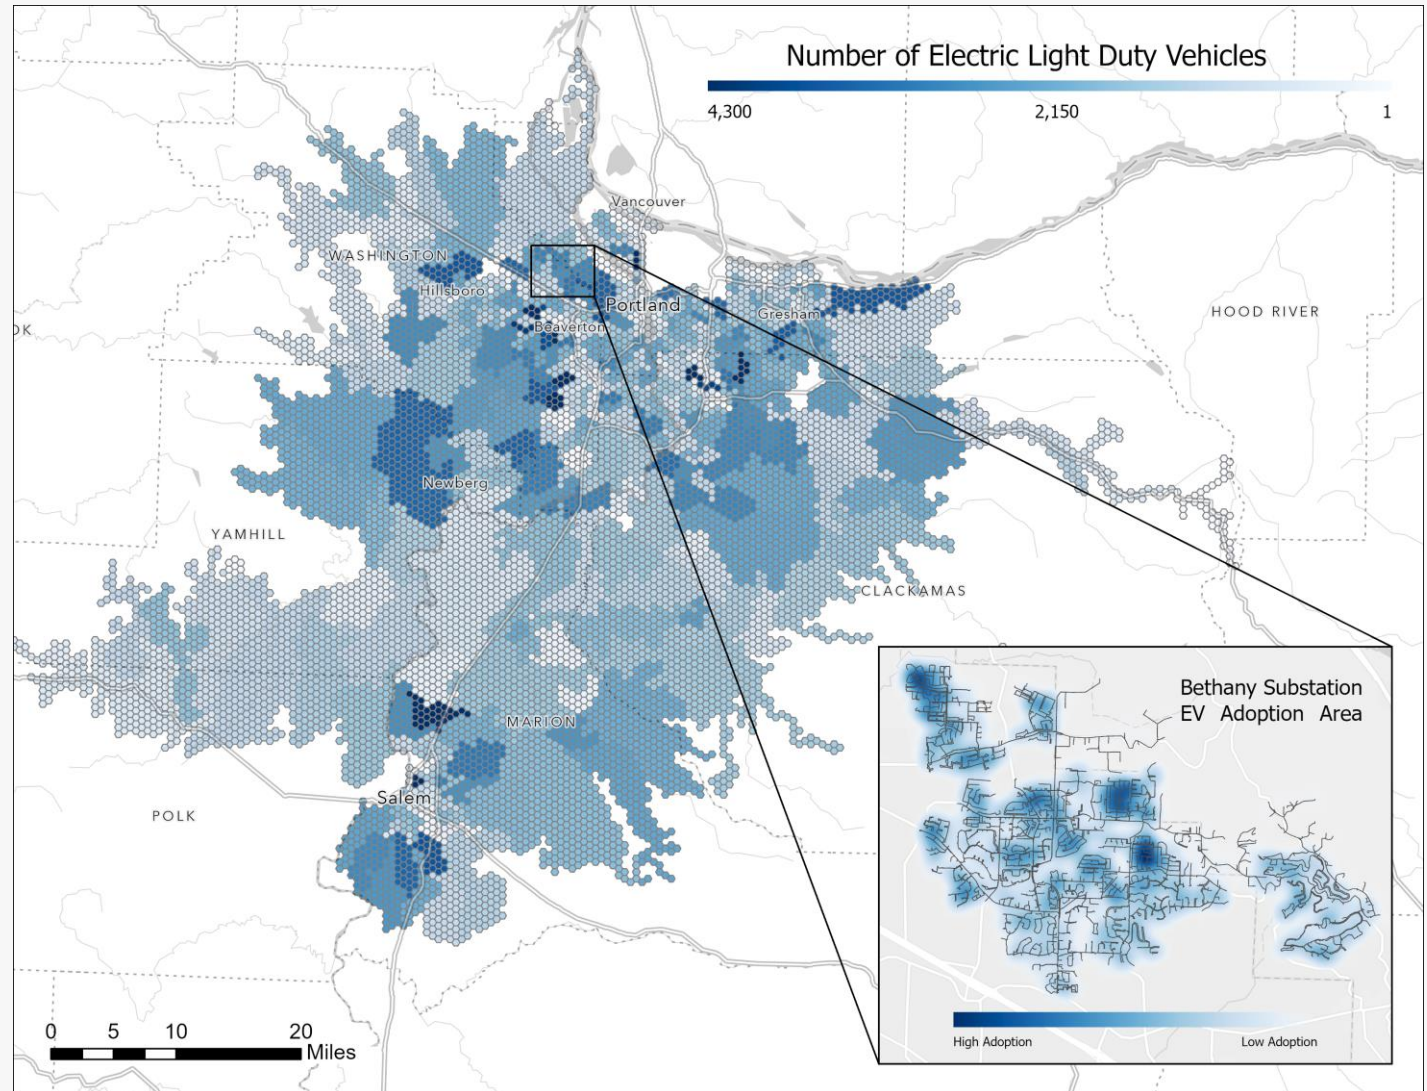 Number of Electric Light Duty Vehicles
4,300 2,150 1
Vancouver
WASHINGTON
Hillsboro
Portland
Beaverton
Gresham
HOOD RIVER
OK
Newberg
YAMHILL
CLACKAMAS
MARION
Salem
POLK
Bethany Substation
EV Adoption Area
High Adoption Low Adoption
0 5 10 20
Miles